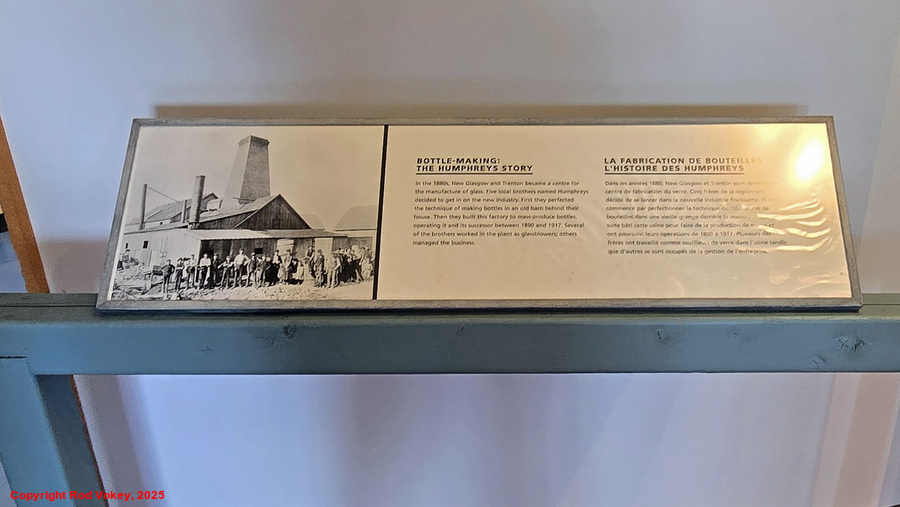 BOTTLE-MAKING:
THE HUMPHREYS STORY
In the 1880s, New Glasgow and Trenton became a centre for
the manufacture of glass. Five local brothers named Humphreys
decided to get in on the new industry. First they perfected
the technique of making bottles in an old barn behind their
house. Then they built this factory to mass-produce bottles,
operating it and its successor between 1890 and 1917. Several
of the brothers worked in the plant as glassblowers; others
managed the business.
LA FABRICATION DE BOUTEILLES
L'HISTOIRE DES HUMPHREYS
Dans les années 1880, New Glasgow et Trenton sont
centre de fabrication du verre. Cinq frères de la région
décidé de se lancer dans la nouvelle industrie
commencé par perfectionner la technique
bouteilles dans une vieille grange derrière la
suite bâti cette usine pour faire de la production de
ont poursuivi leurs opérations de 1890 à 1917. Plusieurs
frères ont travaillé comme souffleurs de verre dans l'usine tandis
que d'autres se sont occupés de la gestion de l'entreprise.
Copyright Rod Vokey, 2025